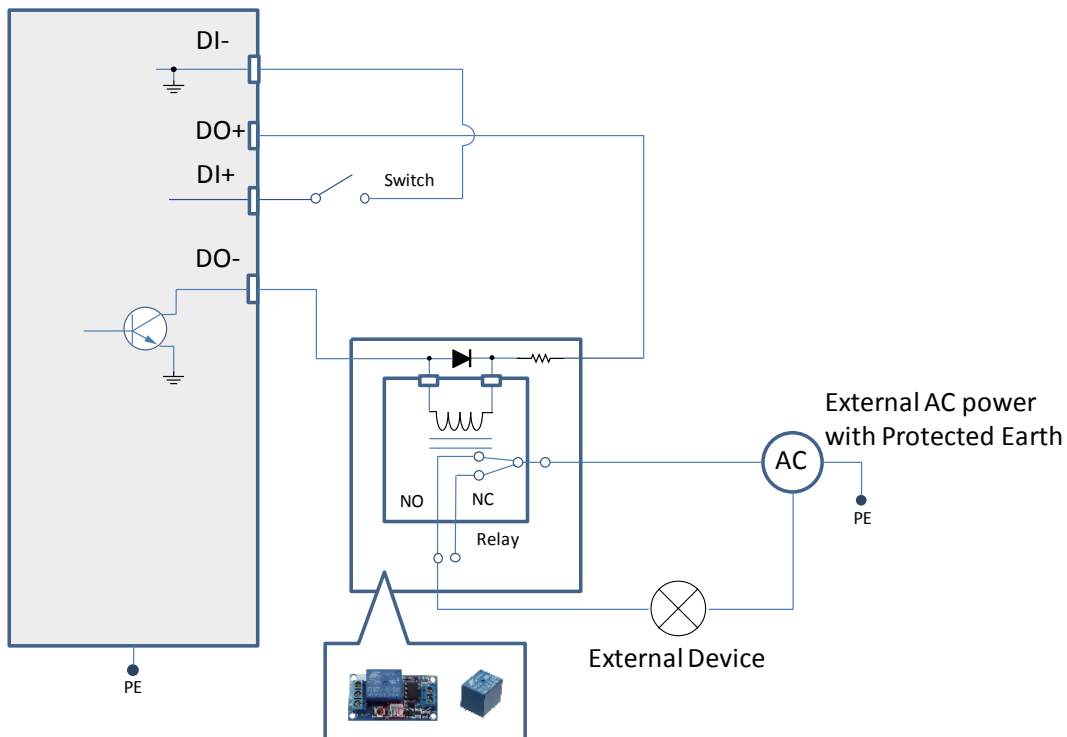 DI-
DO+
DI+
Switch
DO-
External AC power
with Protected Earth
AC
NO
NC
PE
Relay
External Device
PE